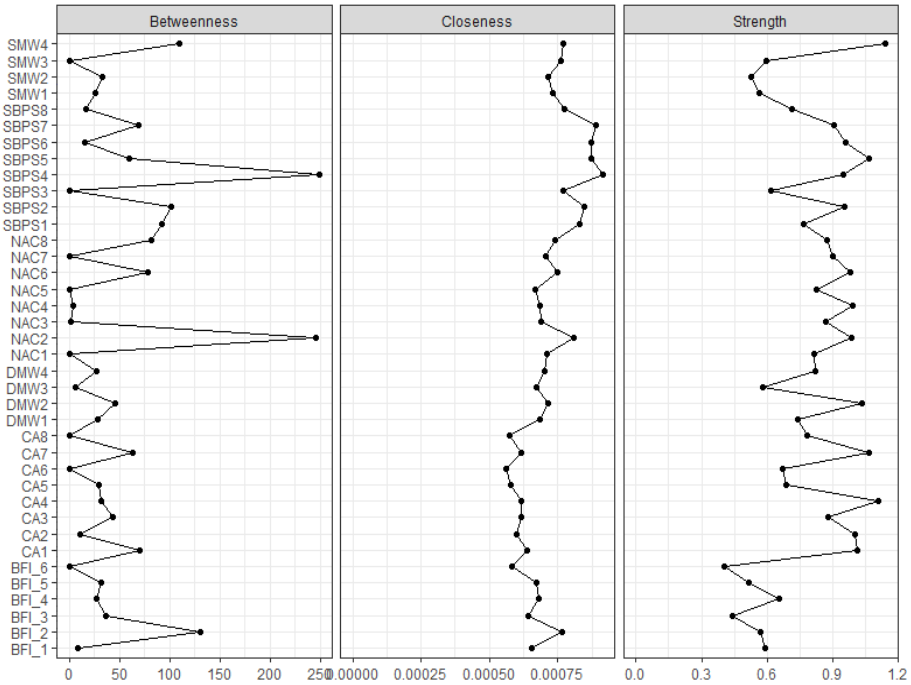 Betweenness Closeness Strength
SMW4
SMW3
SMW2
SMW1
SBPS8
SBPS7
SBPS6
SBPS5
SBPS4
SBPS3
SBPS2
SBPS1
NAC8
NAC7
NAC6
NAC5
NAC4
NAC3
NAC2
NAC1
DMW4
DMW3
DMW2
DMW1
CA8
CA7
CA6
CA5
CA4
CA3
CA2
CA1
BFI_6
BFI_5
BFI_4
BFI_3
BFI_2
BFI_1
0 50 100 150 200 250 0.00000 0.00025 0.00050 0.00075 0.0 0.3 0.6 0.9 1.2